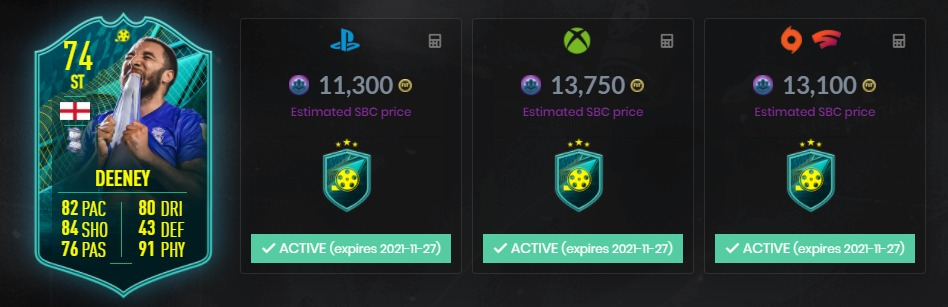 74
ST
DEENEY
82 PAC 80 DRI
84 SHO 43 DEF
76 PAS 91 PHY
11,300
Estimated SBC price
✓ ACTIVE (expires 2021-11-27)
13,750
Estimated SBC price
✓ ACTIVE (expires 2021-11-27)
13,100
Estimated SBC price
✓ ACTIVE (expires 2021-11-27)